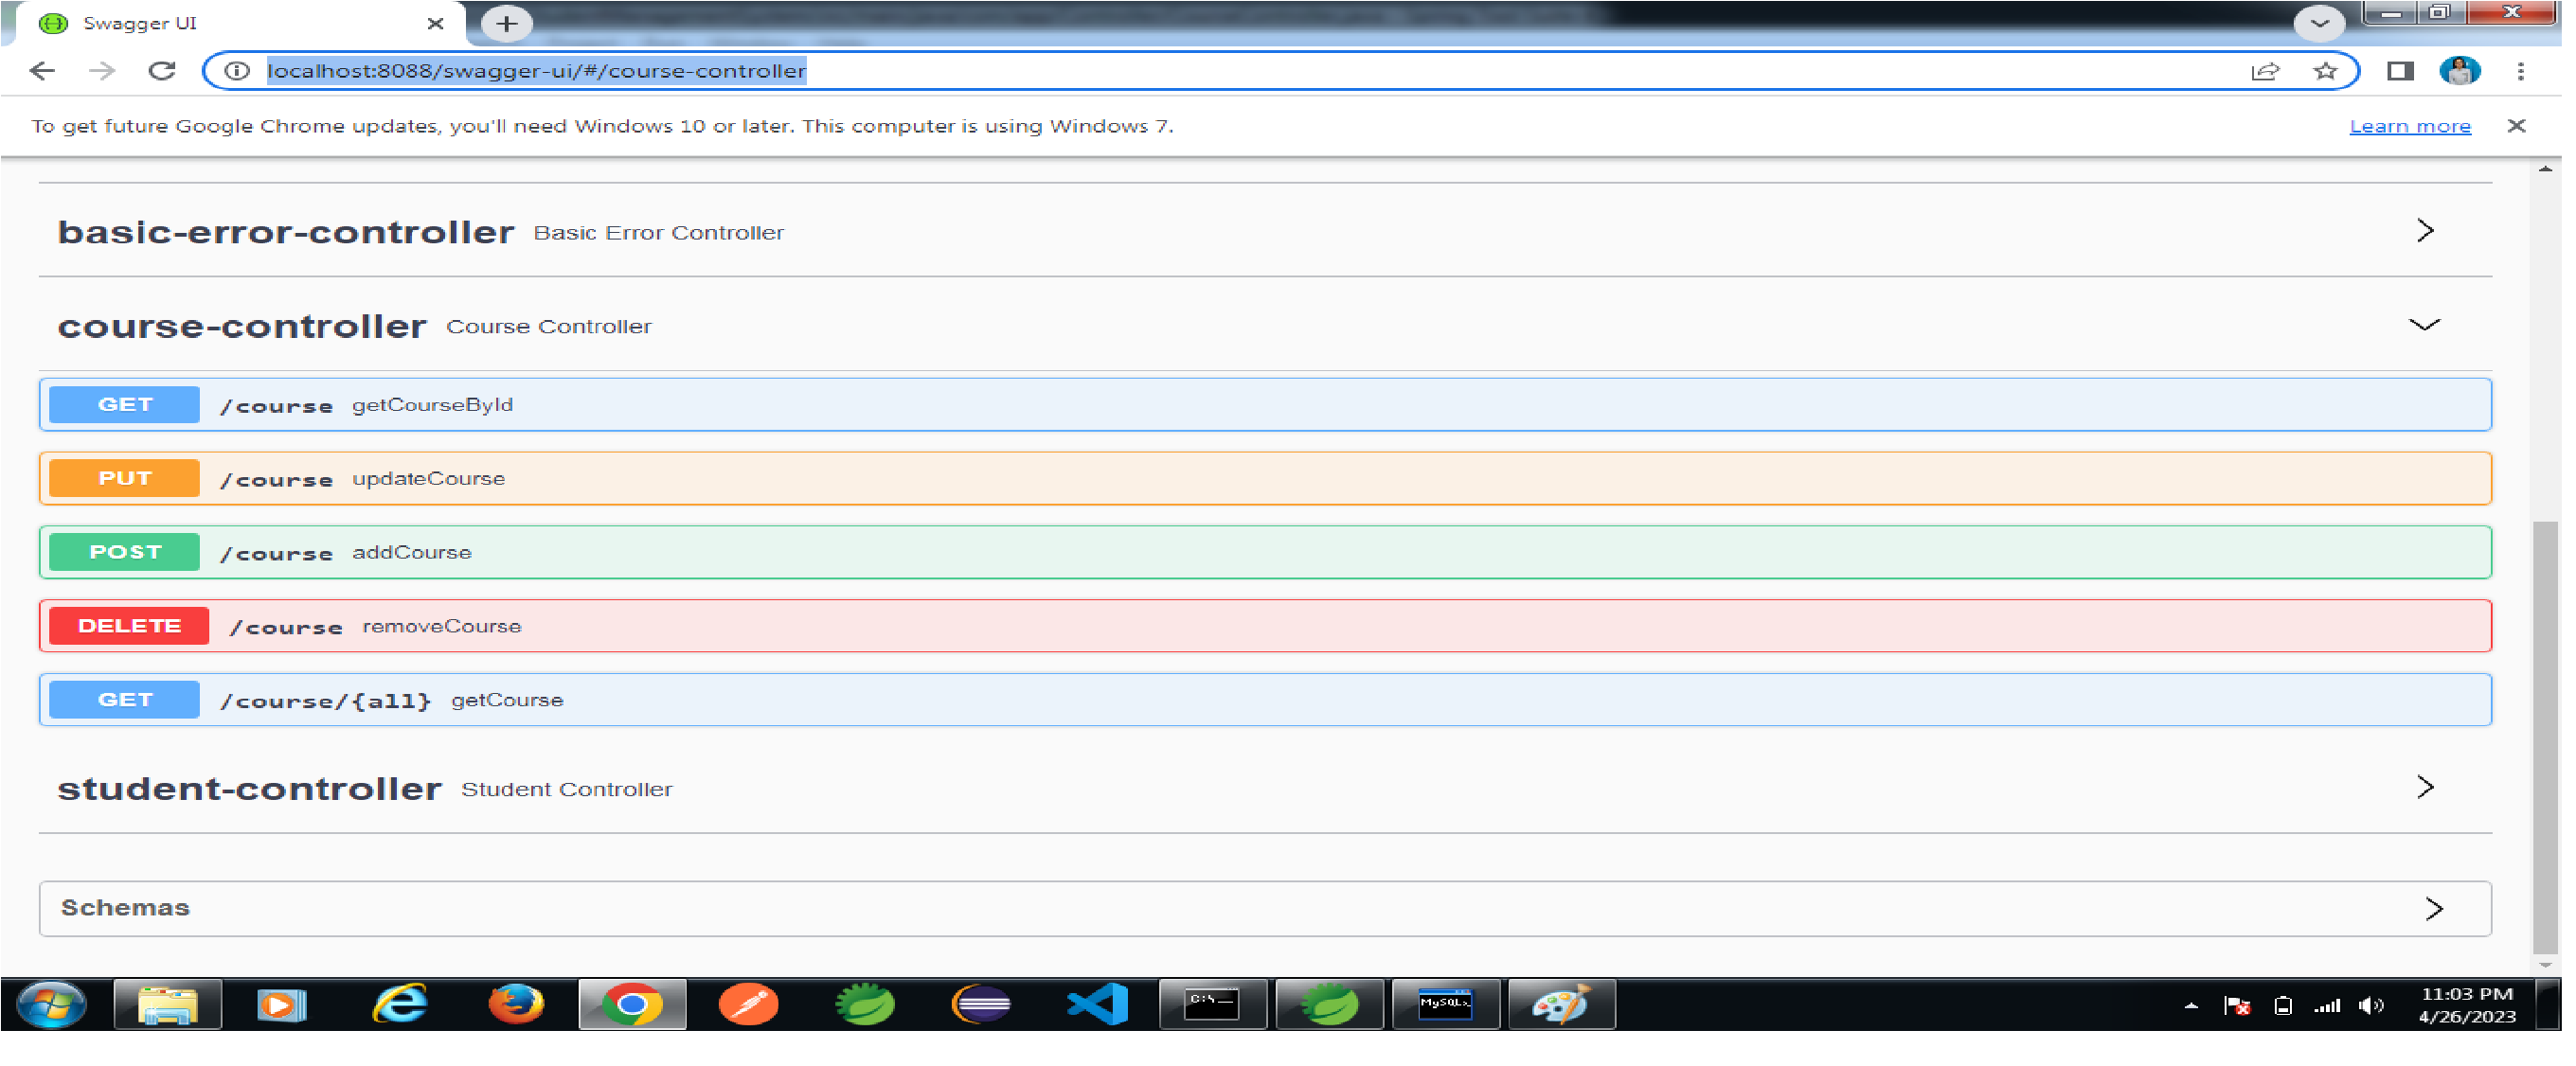 Swagger UI
localhost:8088/swagger-ui/#/course-controller
To get future Google Chrome updates, you'll need Windows 10 or later. This computer is using Windows 7. Learn more
basic-error-controller Basic Error Controller
course-controller Course Controller
GET /course getCourseById
PUT /course updateCourse
POST /course addCourse
DELETE /course removeCourse
GET /course/{all} getCourse
student-controller Student Controller
Schemas
C:\
MySQL
11:03 PM
4/26/2023